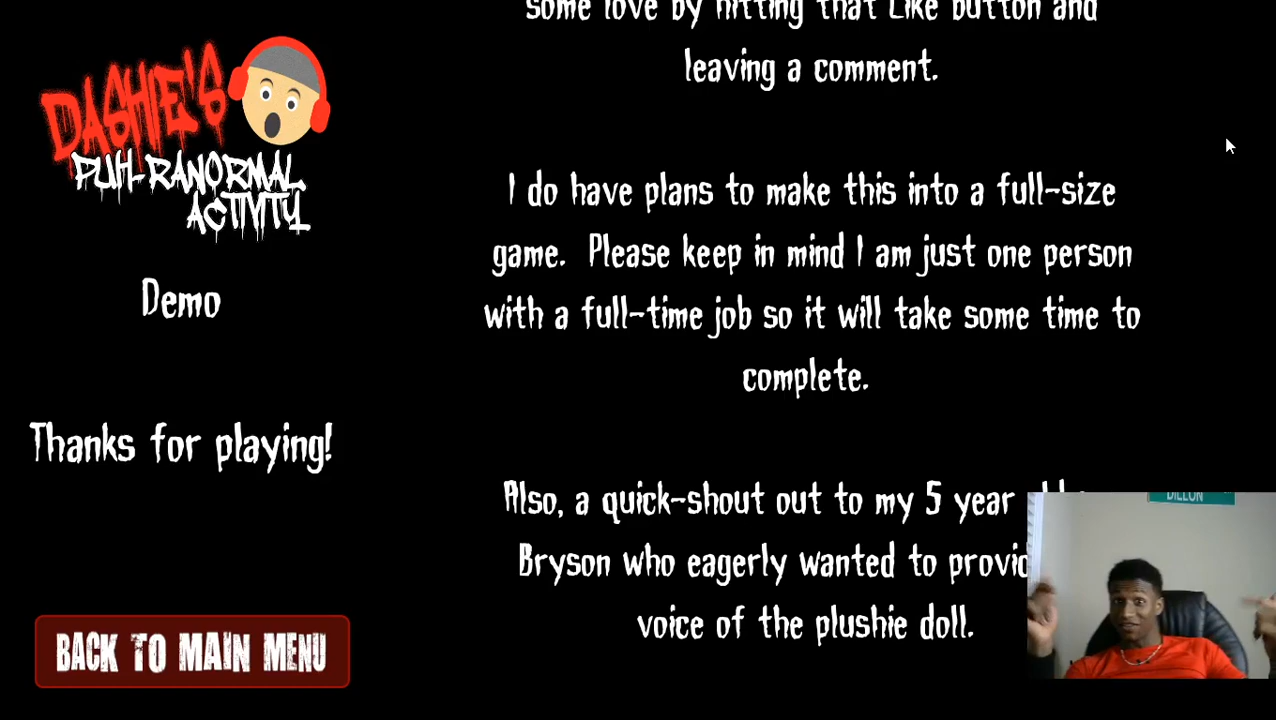 some love by hitting that Like button and
leaving a comment.
DASHIE'S
PUH-RANORMAL
ACTIVITY
I do have plans to make this into a full-size
game. Please keep in mind I am just one person
with a full-time job so it will take some time to
complete.
Demo
Thanks for playing!
Also, a quick-shout out to my 5 year
Bryson who eagerly wanted to provid
voice of the plushie doll.
BACK TO MAIN MENU
DILLON